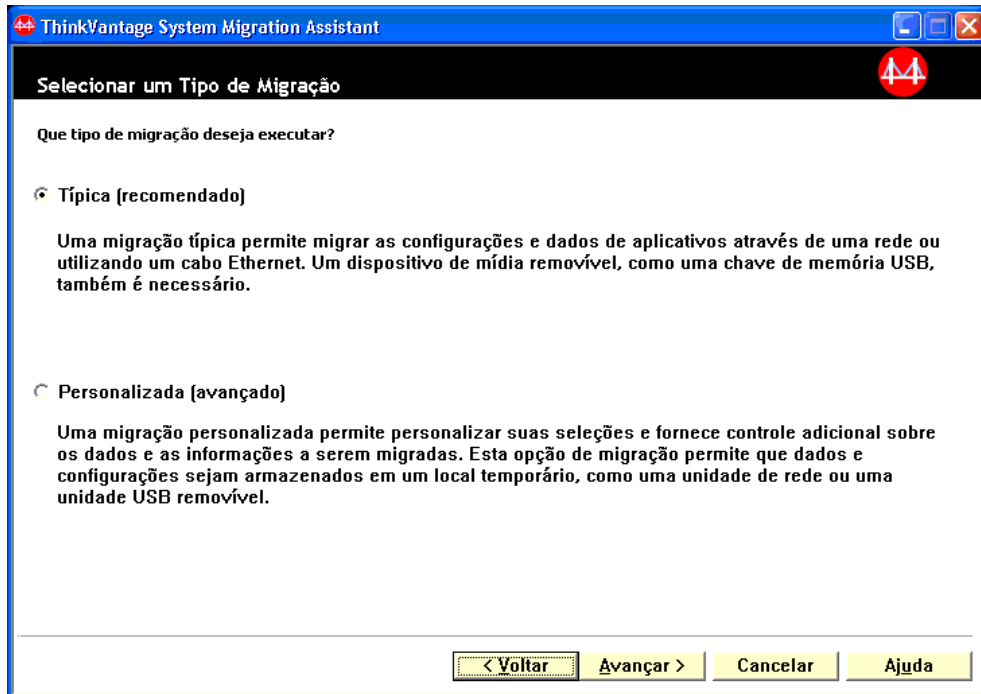 ThinkVantage System Migration Assistant
Selecionar um Tipo de Migração
Que tipo de migração deseja executar?
Típica (recomendado)
Uma migração típica permite migrar as configurações e dados de aplicativos através de uma rede ou
utilizando um cabo Ethernet. Um dispositivo de mídia removível, como uma chave de memória USB,
também é necessário.
Personalizada (avançado)
Uma migração personalizada permite personalizar suas seleções e fornece controle adicional sobre
os dados e as informações a serem migradas. Esta opção de migração permite que dados e
configurações sejam armazenados em um local temporário, como uma unidade de rede ou uma
unidade USB removível.
< Voltar Avançar > Cancelar Ajuda